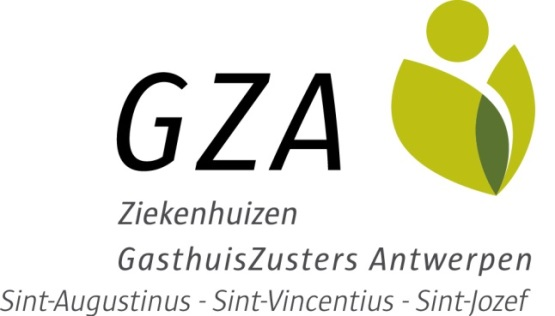 GZA
Ziekenhuizen
GasthuisZusters Antwerpen
Sint-Augustinus - Sint-Vincentius - Sint-Jozef